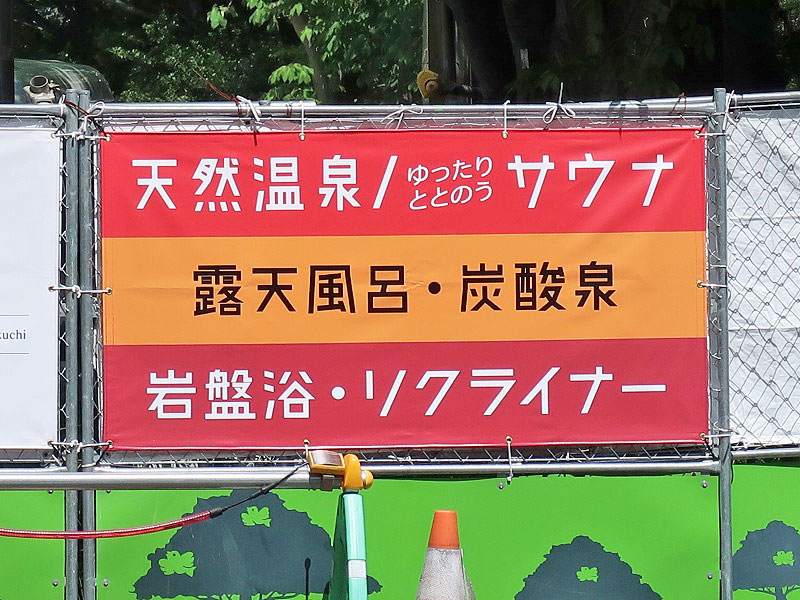 天然温泉/ゆったりととのうサウナ
露天風呂・炭酸泉
岩盤浴・リクライナー
uchi